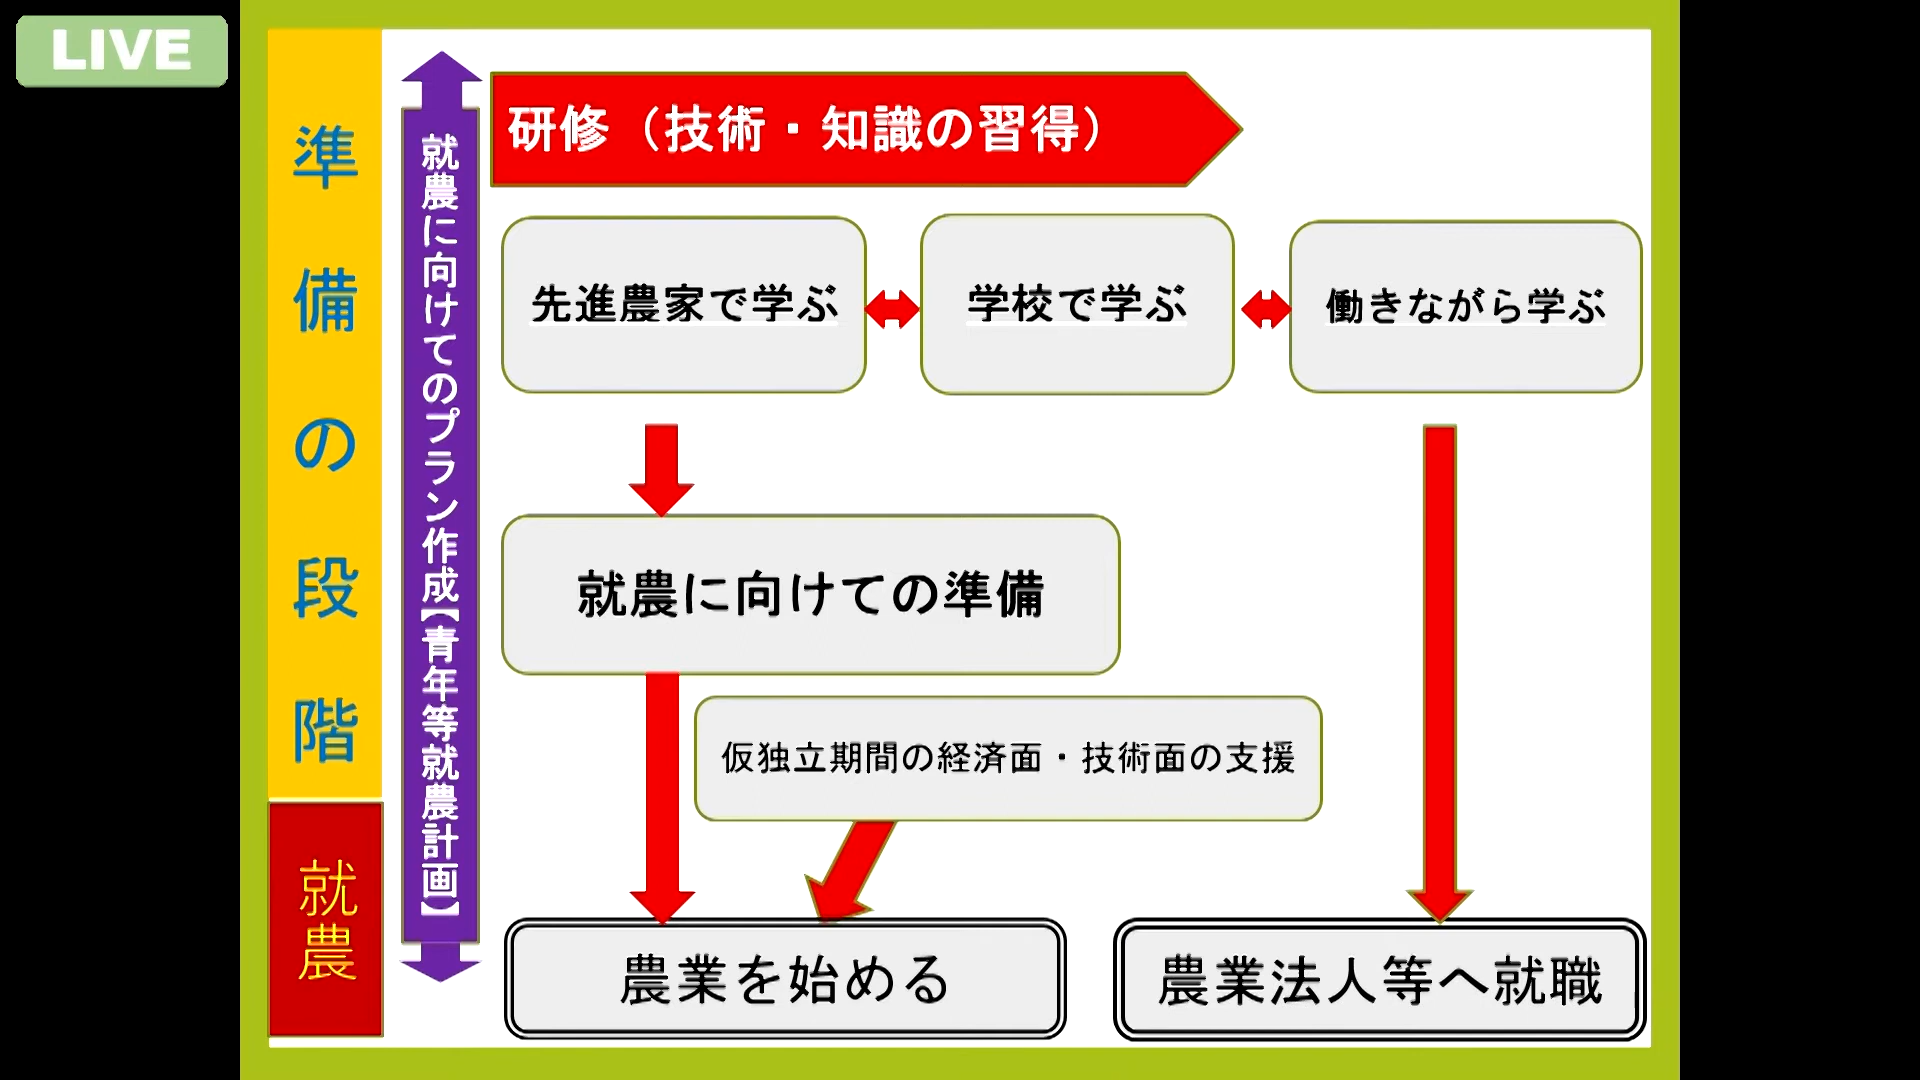 LIVE
準備の段階
就農
就農に向けてのプラン作成【青年等就農計画】
研修（技術・知識の習得）
先進農家で学ぶ
学校で学ぶ
働きながら学ぶ
就農に向けての準備
仮独立期間の経済面・技術面の支援
農業を始める
農業法人等へ就職